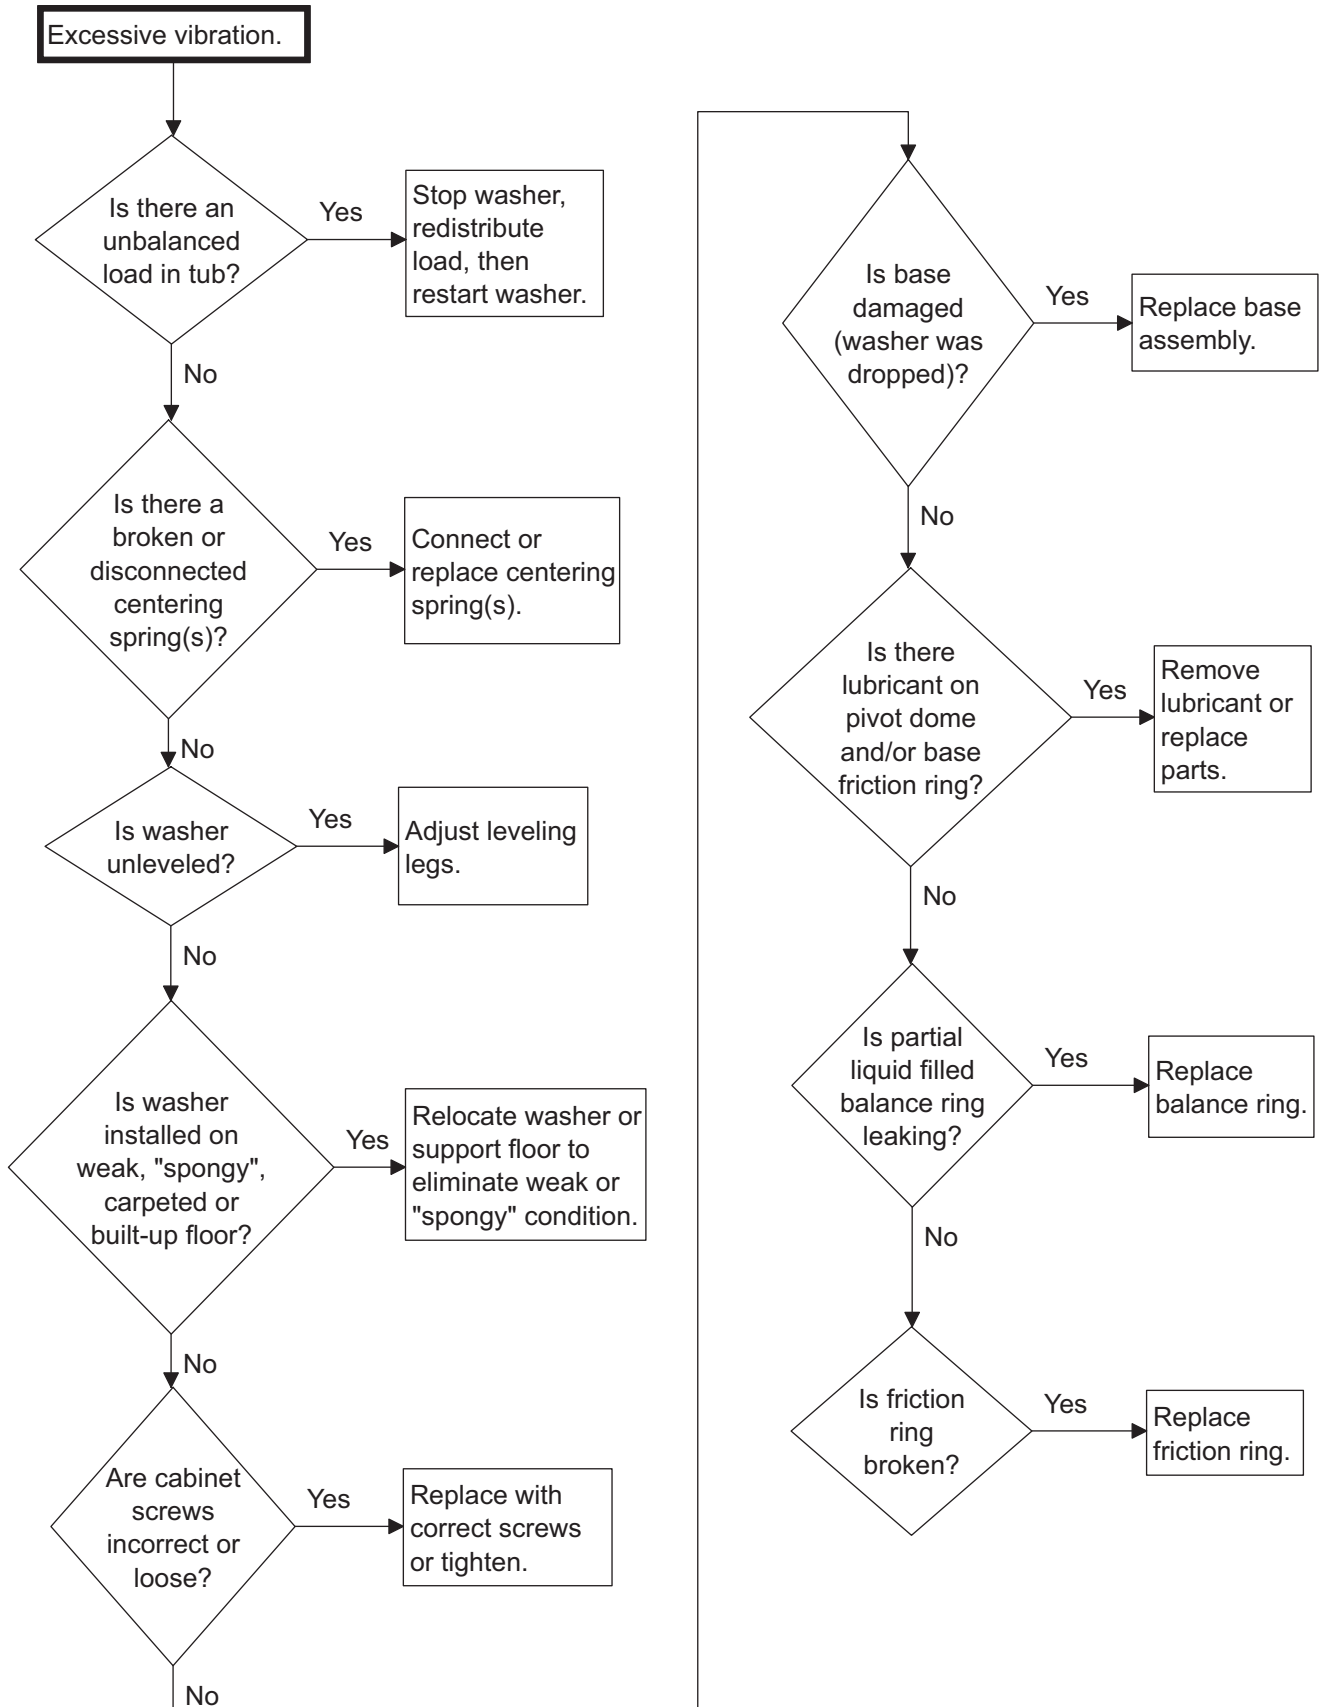 Excessive vibration.
Is there an
unbalanced
load in tub?
Yes
Stop washer,
redistribute
load, then
restart washer.
No
Is there a
broken or
disconnected
centering
spring(s)?
Yes
Connect or
replace centering
spring(s).
No
Is washer
unleveled?
Yes
Adjust leveling
legs.
No
Is washer
installed on
weak, "spongy",
carpeted or
built-up floor?
Yes
Relocate washer or
support floor to
eliminate weak or
"spongy" condition.
No
Are cabinet
screws
incorrect or
loose?
Yes
Replace with
correct screws
or tighten.
No
Is base
damaged
(washer was
dropped)?
Yes
Replace base
assembly.
No
Is there
lubricant on
pivot dome
and/or base
friction ring?
Yes
Remove
lubricant or
replace
parts.
No
Is partial
liquid filled
balance ring
leaking?
Yes
Replace
balance ring.
No
Is friction
ring
broken?
Yes
Replace
friction ring.